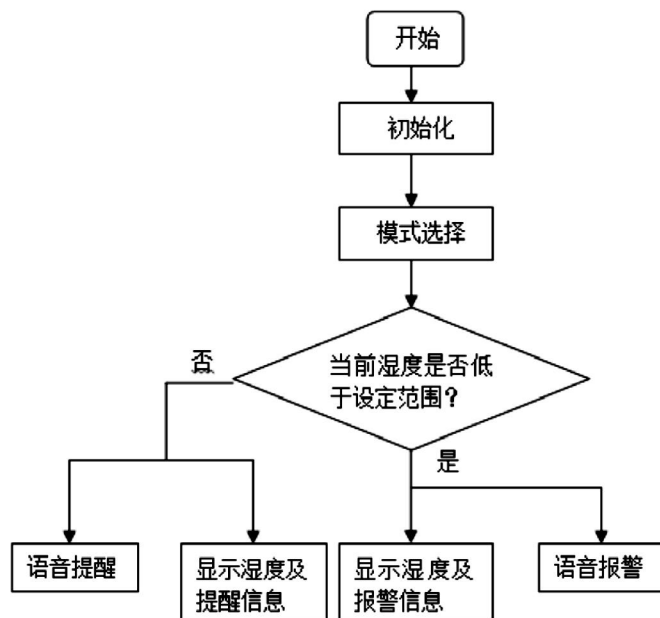 开始
初始化
模式选择
当前湿度是否低
于设定范围？
否
是
语音提醒
显示湿度及
提醒信息
显示湿度及
报警信息
语音报警